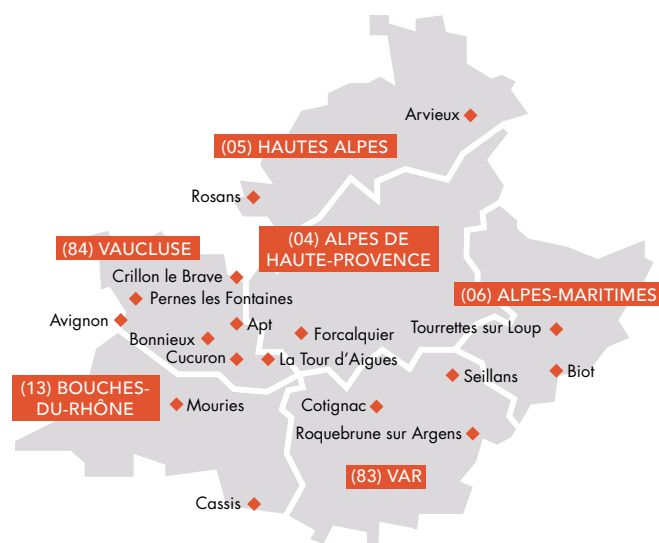 Arvieux
(05) HAUTES ALPES
Rosans
(84) VAUCLUSE
(04) ALPES DE
HAUTE-PROVENCE
Crillon le Brave
Pernes les Fontaines
(06) ALPES-MARITIMES
Avignon
Apt
Forcalquier
Tourrettes sur Loup
Bonnieux
Cucuron
La Tour d'Aigues
Seillans
Biot
(13) BOUCHES-
DU-RHÔNE
Mouries
Cotignac
Roquebrune sur Argens
(83) VAR
Cassis